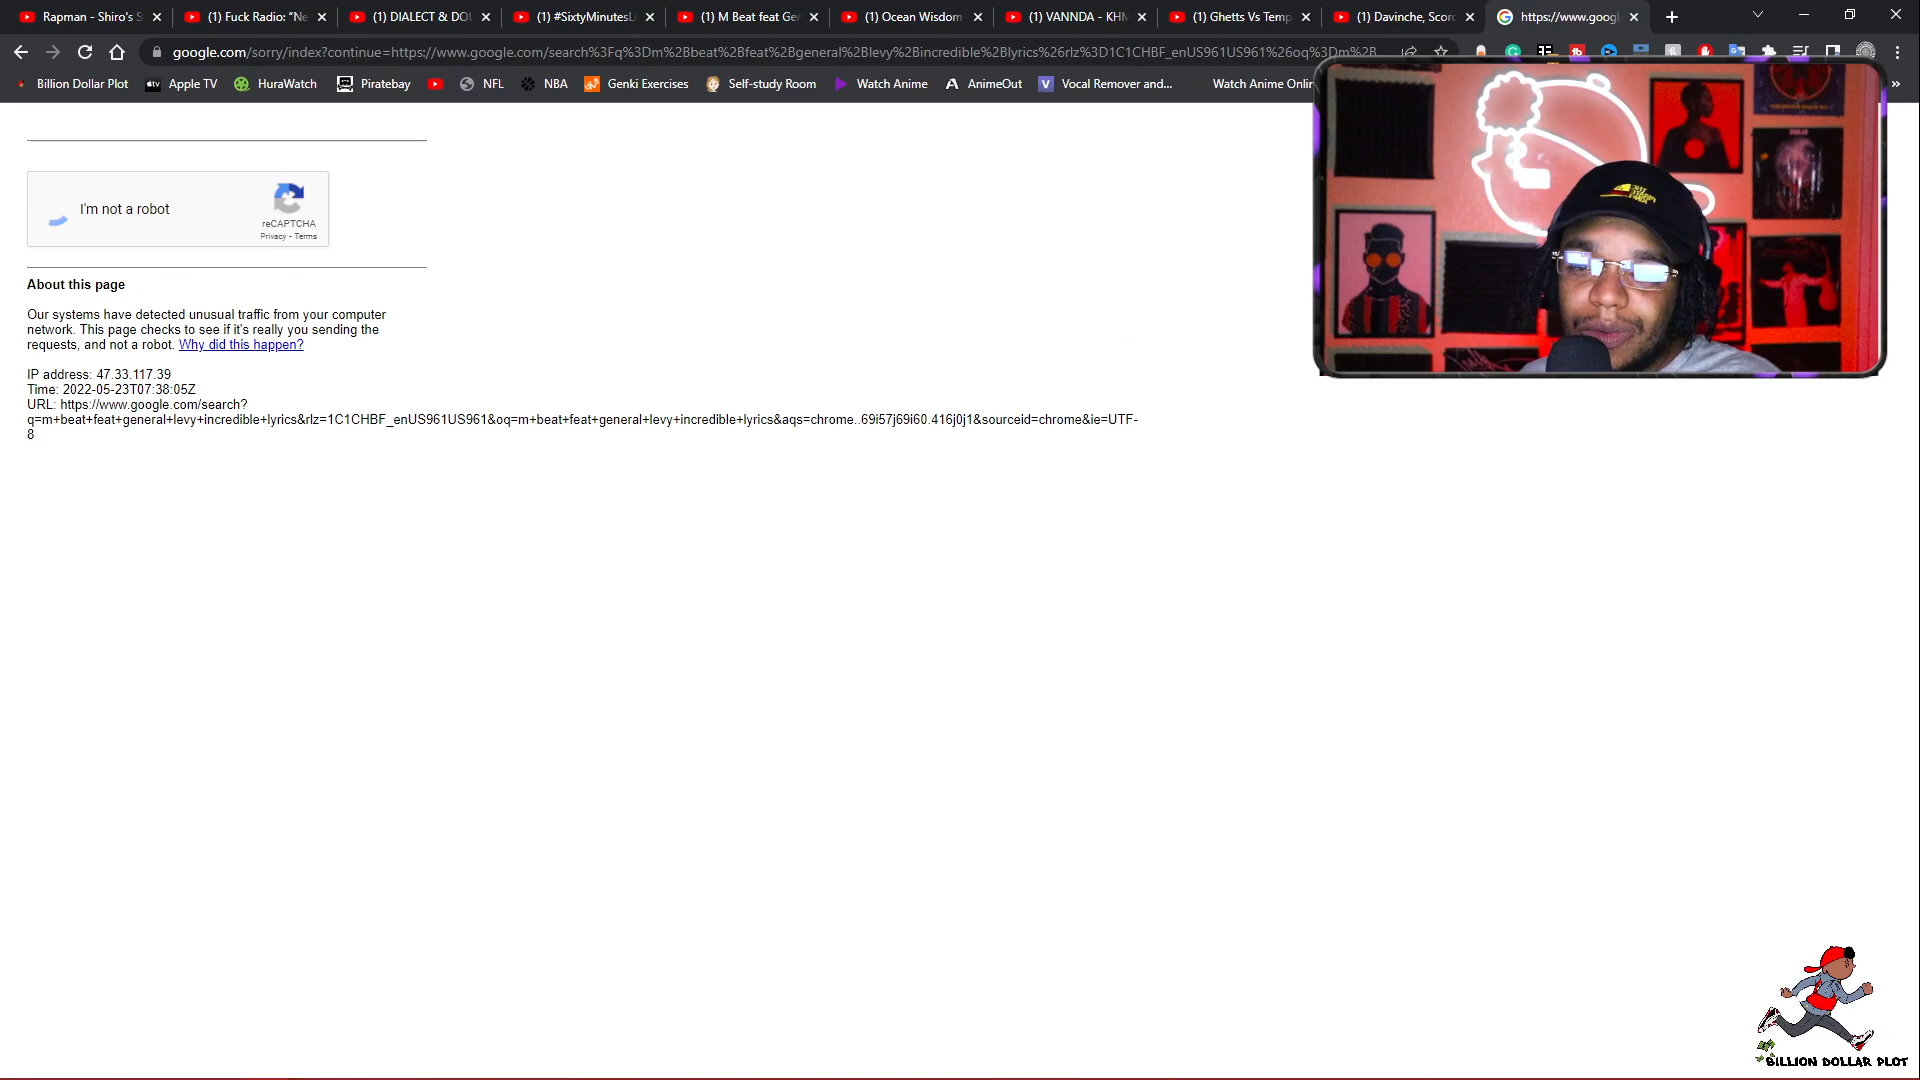 Rapman - Shiro's S
(1) Fuck Radio: "Ne
(1) DIALECT & DOU
(1) #SixtyMinutesLi
(1) M Beat feat Ger
(1) Ocean Wisdom
(1) VANNDA - KHM
(1) Ghetts Vs Temp
(1) Davinche, Scorc
https://www.googl
google.com/sorry/index?continue=https://www.google.com/search%3Fq%3Dm%2Bbeat%2Bfeat%2Bgeneral%2Blevy%2Bincredible%2Blyrics%26rlz%3D1C1CHBF_enUS961US961%26oq%3Dm%2B
Billion Dollar Plot
Apple TV
HuraWatch
Piratebay
NFL
NBA
Genki Exercises
Self-study Room
Watch Anime
AnimeOut
Vocal Remover and...
Watch Anime Onlin
I'm not a robot
reCAPTCHA
Privacy - Terms
About this page
Our systems have detected unusual traffic from your computer
network. This page checks to see if it's really you sending the
requests, and not a robot. Why did this happen?
IP address: 47.33.117.39
Time: 2022-05-23T07:38:05Z
URL: https://www.google.com/search?
q=m+beat+feat+general+levy+incredible+lyrics&rlz=1C1CHBF_enUS961US961&oq=m+beat+feat+general+levy+incredible+lyrics&aqs=chrome..69i57j69i60.416j0j1&sourceid=chrome&ie=UTF-
8
BILLION DOLLAR PLOT